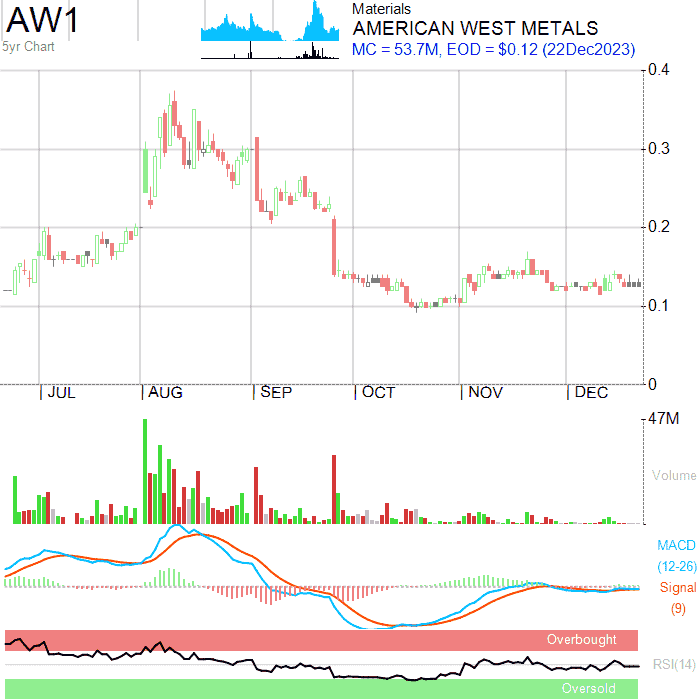 AW1
5yr Chart
Materials
AMERICAN WEST METALS
MC = 53.7M, EOD = $0.12 (22Dec2023)
0.4
0.3
0.2
0.1
0
JUL AUG SEP OCT NOV DEC
47M
Volume
MACD
(12-26)
Signal
(9)
Overbought
RSI(14)
Oversold